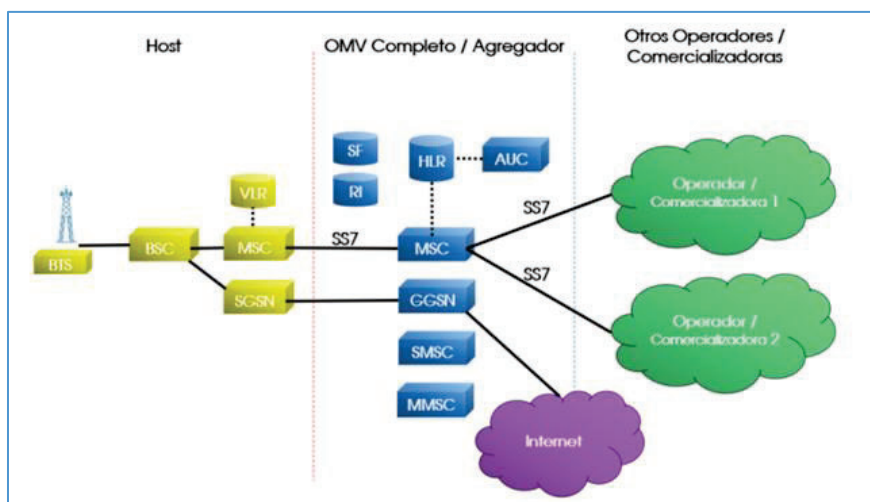 Host
OMV Completo / Agregador
Otros Operadores /
Comercializadoras
BTS
BSC
VLR
MSC
SGSN
SS7
SF
RI
HLR
AUC
MSC
GGSN
SMSC
MMSC
SS7
SS7
Operador /
Comercializadora 1
Operador /
Comercializadora 2
Internet